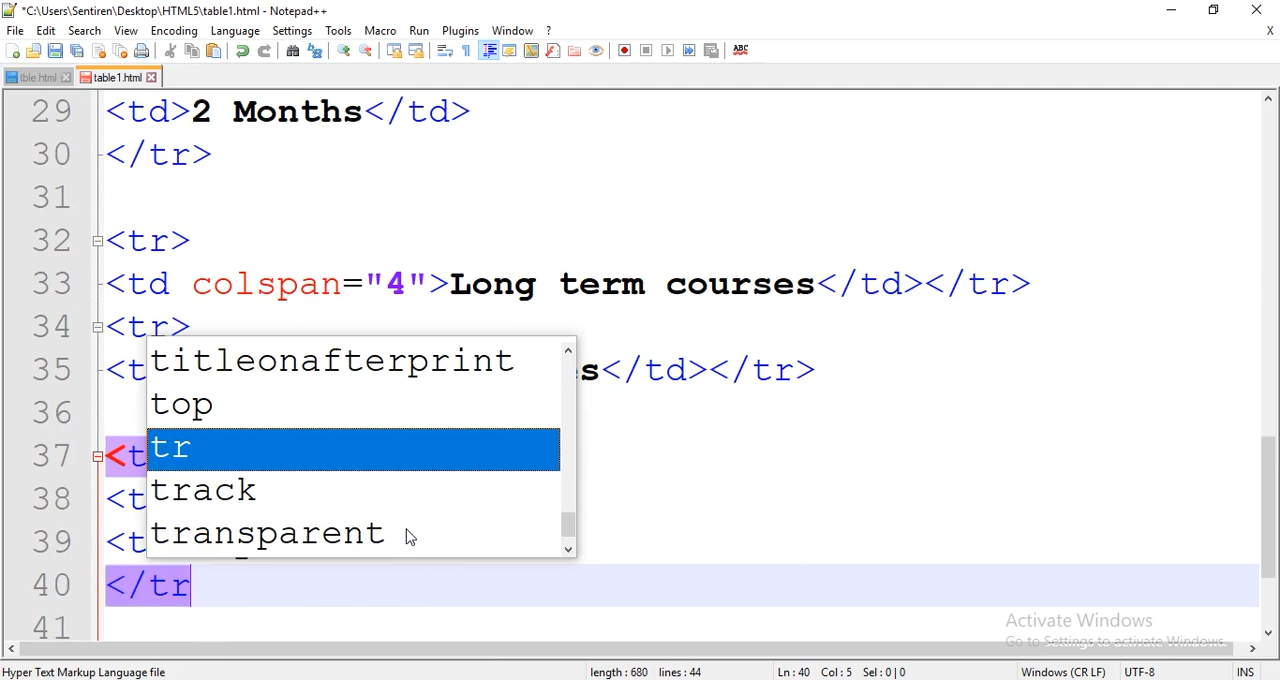 *C:\Users\Sentiren\Desktop\HTML5\table1.html - Notepad++
File Edit Search View Encoding Language Settings Tools Macro Run Plugins Window ?
X
ABC
tble.html table1.html
29 <td>2 Months</td>
30 </tr>
31
32 <tr>
33 <td colspan="4">Long term courses</td></tr>
34 <tr>
35 <t s</td></tr>
36
37 <t
38 <t
39 <t
40 </tr
41
titleonafterprint
top
tr
track
transparent
Activate Windows
Go to Settings to activate Windows.
Hyper Text Markup Language file length : 680 lines : 44 Ln : 40 Col : 5 Sel : 0 | 0 Windows (CR LF) UTF-8 INS